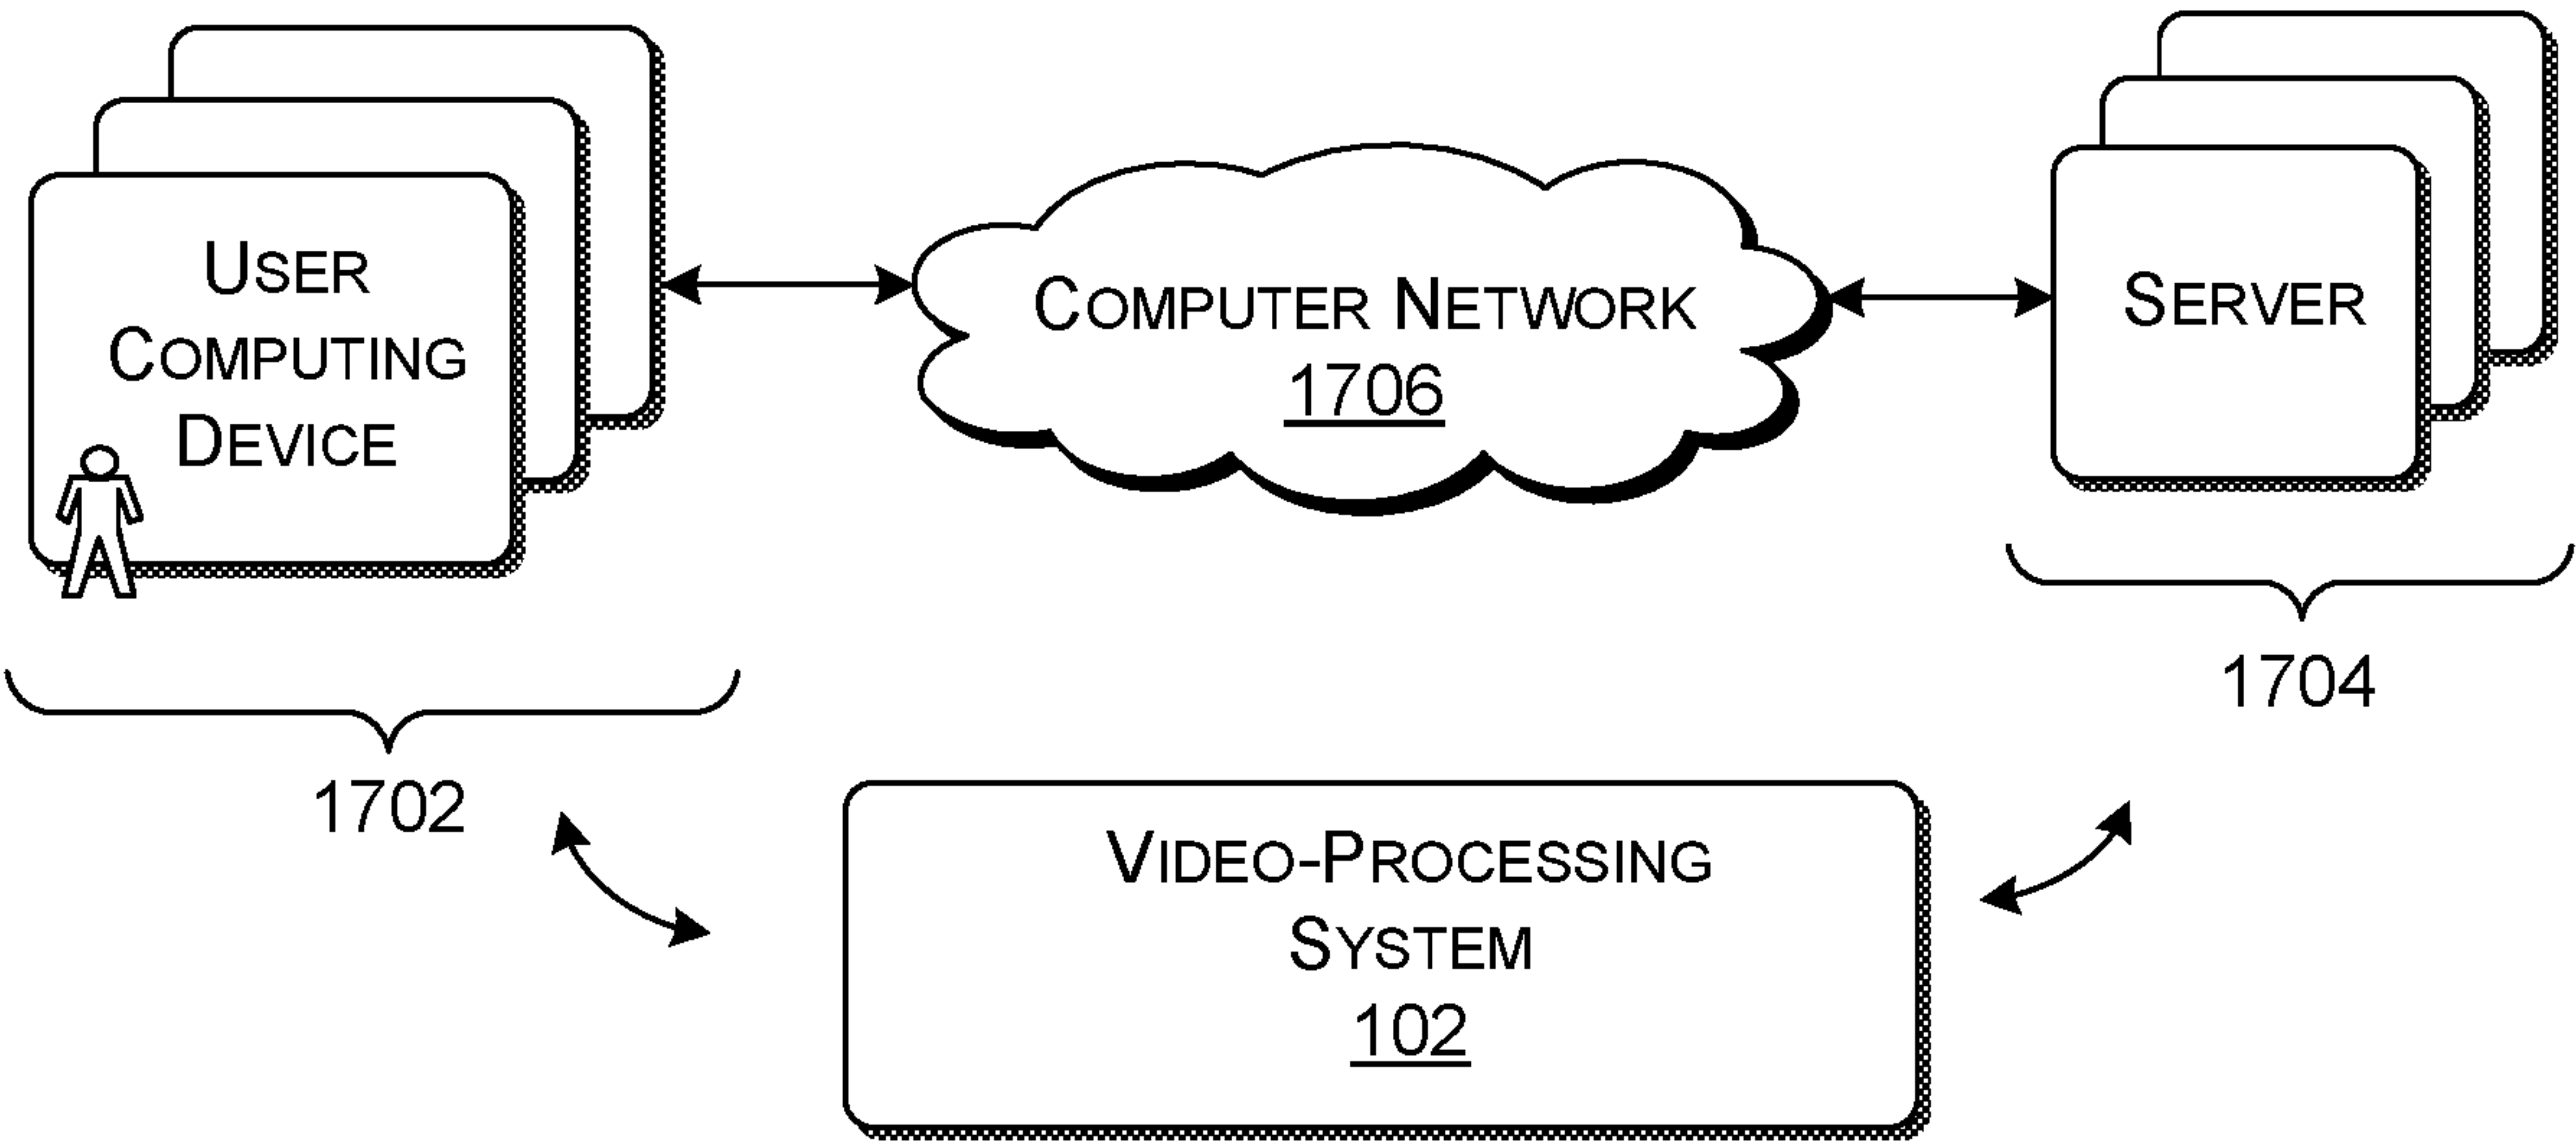 USER
COMPUTING
DEVICE
1702
COMPUTER NETWORK
1706
SERVER
1704
VIDEO-PROCESSING
SYSTEM
102